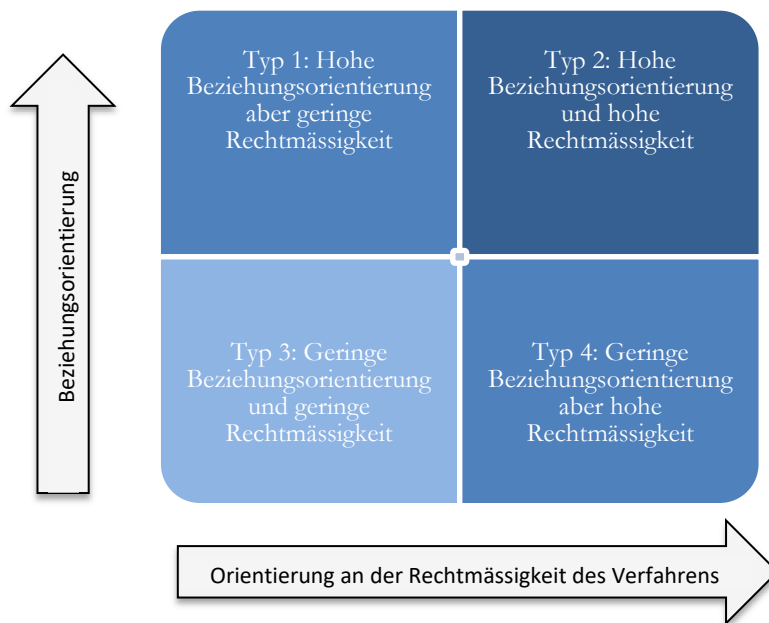 Typ 1: Hohe
Beziehungsorientierung
aber geringe
Rechtmässigkeit
Typ 2: Hohe
Beziehungsorientierung
und hohe
Rechtmässigkeit
Beziehungsorientierung
Typ 3: Geringe
Beziehungsorientierung
und geringe
Rechtmässigkeit
Typ 4: Geringe
Beziehungsorientierung
aber hohe
Rechtmässigkeit
Orientierung an der Rechtmässigkeit des Verfahrens